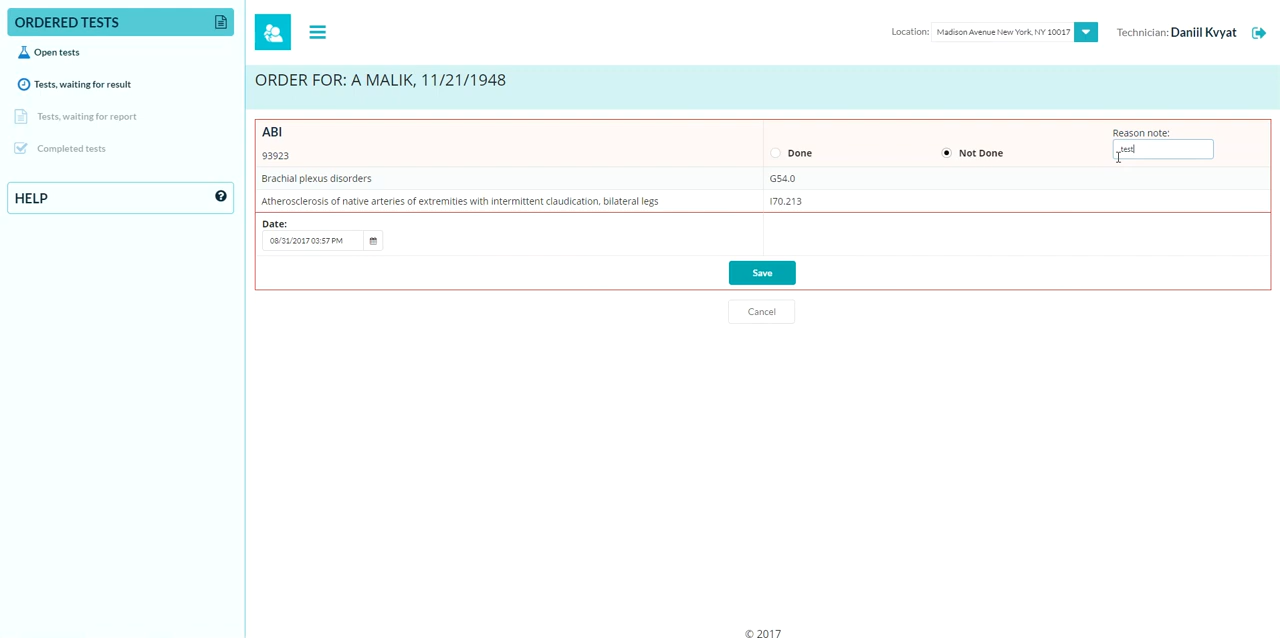 ORDERED TESTS
Open tests
Tests, waiting for result
Tests, waiting for report
Completed tests
HELP
Location: Madison Avenue New York, NY 10017
Technician: Daniil Kvyat
ORDER FOR: A MALIK, 11/21/1948
ABI
93923
Done
Not Done
Reason note:
test
Brachial plexus disorders G54.0
Atherosclerosis of native arteries of extremities with intermittent claudication, bilateral legs I70.213
Date:
08/31/2017 03:57 PM
Save
Cancel
© 2017